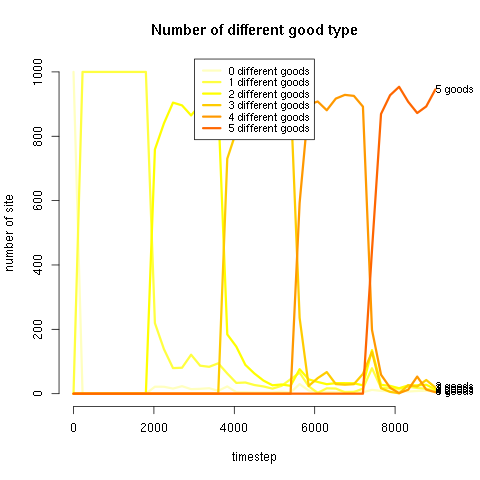 Number of different good type
0 different goods
1 different goods
2 different goods
3 different goods
4 different goods
5 different goods
5 goods
number of site
1000
800
600
400
200
0
goods
goods
0
2000
4000
6000
8000
timestep